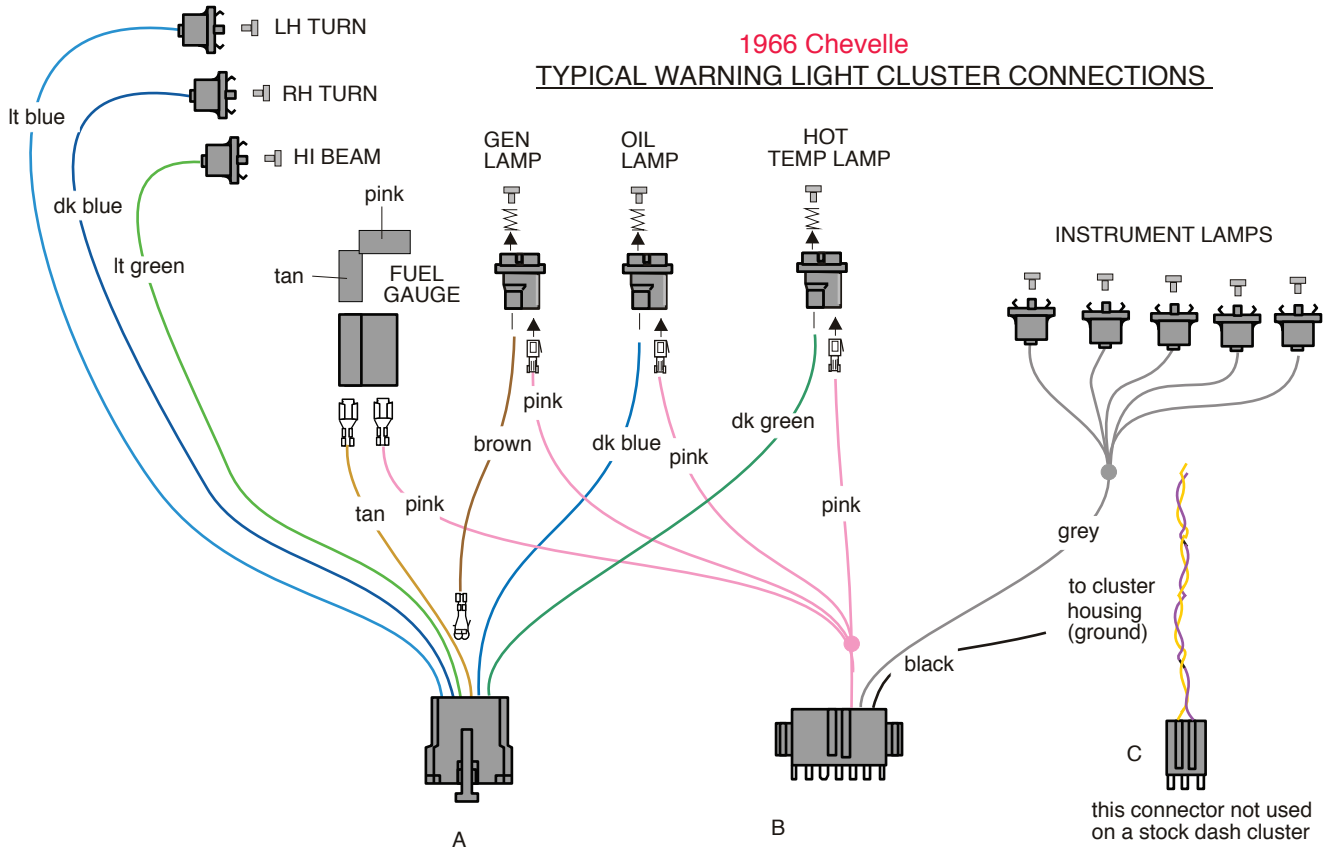 1966 Chevelle
TYPICAL WARNING LIGHT CLUSTER CONNECTIONS
LH TURN
RH TURN
HI BEAM
lt blue
dk blue
lt green
pink
tan
FUEL
GAUGE
GEN
LAMP
OIL
LAMP
HOT
TEMP LAMP
INSTRUMENT LAMPS
tan
pink
brown
pink
dk blue
pink
dk green
pink
grey
black
to cluster
housing
(ground)
A
B
C
this connector not used
on a stock dash cluster